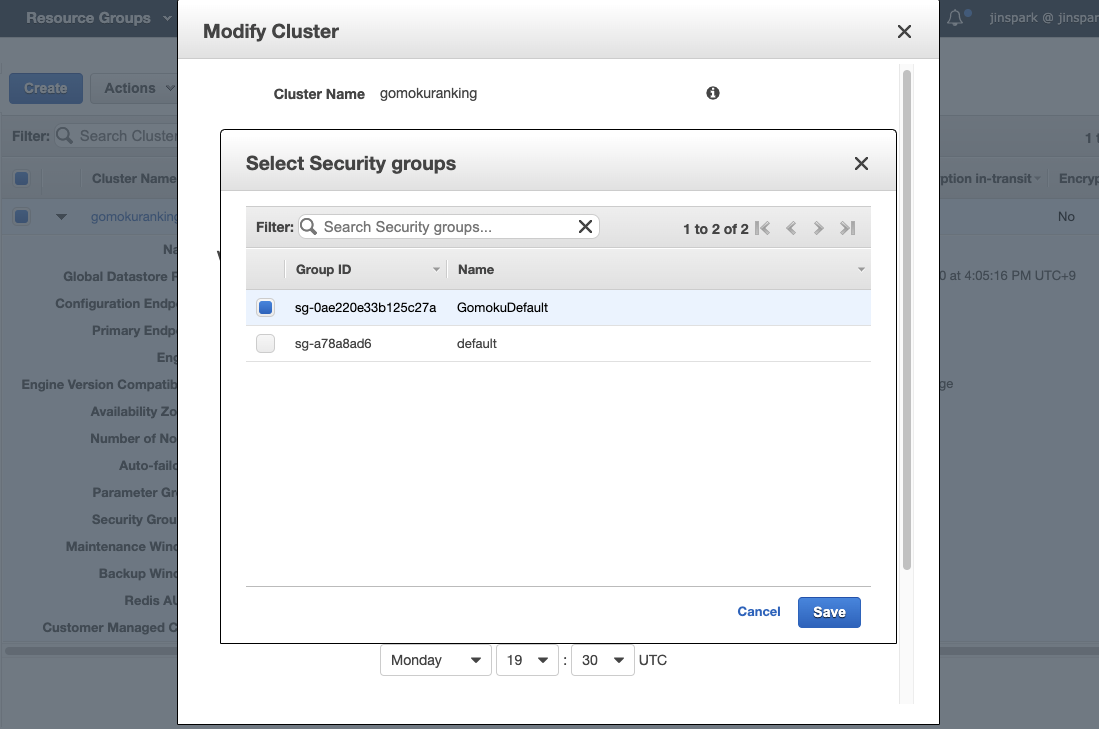 Resource Groups
jinspark @ jinspar
Modify Cluster
Create
Actions
Cluster Name gomokuranking
Filter:
Search Cluster
1 t
Select Security groups
Cluster Name
ption in-transit
Encryp
gomokuranking
No
Filter: Search Security groups... 1 to 2 of 2
Group ID Name
sg-0ae220e33b125c27a GomokuDefault
sg-a78a8ad6 default
Na
Global Datastore R
0 at 4:05:16 PM UTC+9
Configuration Endp
Primary Endp
Eng
Engine Version Compatib
ge
Availability Zo
Number of No
Auto-failo
Parameter Gr
Security Grou
Maintenance Wind
Backup Wind
Redis AU
Customer Managed C
Cancel Save
Monday 19 : 30 UTC